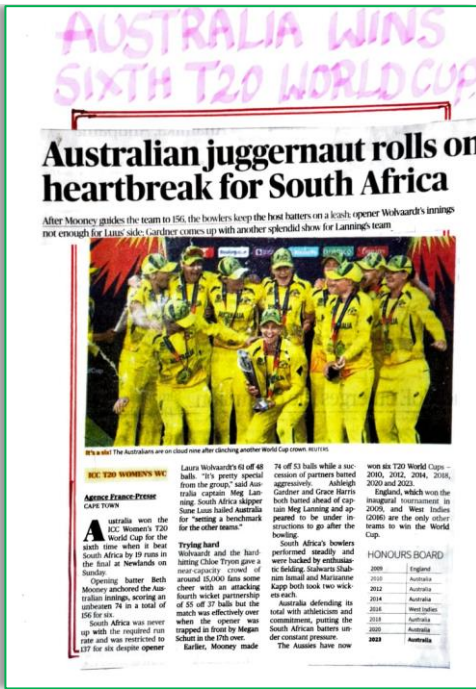 AUSTRALIA WINS
SIXTH T20 WORLD CUP
Australian juggernaut rolls on
heartbreak for South Africa
After Mooney guides the team to 156, the bowlers keep the host batters on a leash; opener Wolvaardt's innings
not enough for Luus' side; Gardner comes up with another splendid show for Lanning's team
It's a six! The Australians are on cloud nine after clinching another World Cup crown. REUTERS
ICC T20 WOMEN'S WC
Agence France-Presse
CAPE TOWN
Australia won the
ICC Women's T20
World Cup for the
sixth time when it beat
South Africa by 19 runs in
the final at Newlands on
Sunday.
Opening batter Beth
Mooney anchored the Aus-
tralian innings, scoring an
unbeaten 74 in a total of
156 for six.
South Africa was never
up with the required run
rate and was restricted to
137 for six despite opener
Laura Wolvaardt's 61 off 48
balls. "It's pretty special
from the group," said Aus-
tralia captain Meg Lan-
ning. South Africa skipper
Sune Luus hailed Australia
for "setting a benchmark
for the other teams."
Trying hard
Wolvaardt and the hard-
hitting Chloe Tryon gave a
near-capacity crowd of
around 15,000 fans some
cheer with an attacking
fourth wicket partnership
of 55 off 37 balls but the
match was effectively over
when the opener was
trapped in front by Megan
Schutt in the 17th over.
Earlier, Mooney made
74 off 53 balls while a suc-
cession of partners batted
aggressively. Ashleigh
Gardner and Grace Harris
both batted ahead of cap-
tain Meg Lanning and ap-
peared to be under in-
structions to go after the
bowling.
South Africa's bowlers
performed steadily and
were backed by enthusias-
tic fielding. Stalwarts Shab-
nim Ismail and Marizanne
Kapp both took two wick-
ets each.
Australia defending its
total with athleticism and
commitment, putting the
South African batters un-
der constant pressure.
The Aussies have now
won six T20 World Cups –
2010, 2012, 2014, 2018,
2020 and 2023.
England, which won the
inaugural tournament in
2009, and West Indies
(2016) are the only other
teams to win the World
Cup.
HONOURS BOARD
2009 England
2010 Australia
2012 Australia
2014 Australia
2016 West Indies
2018 Australia
2020 Australia
2023 Australia